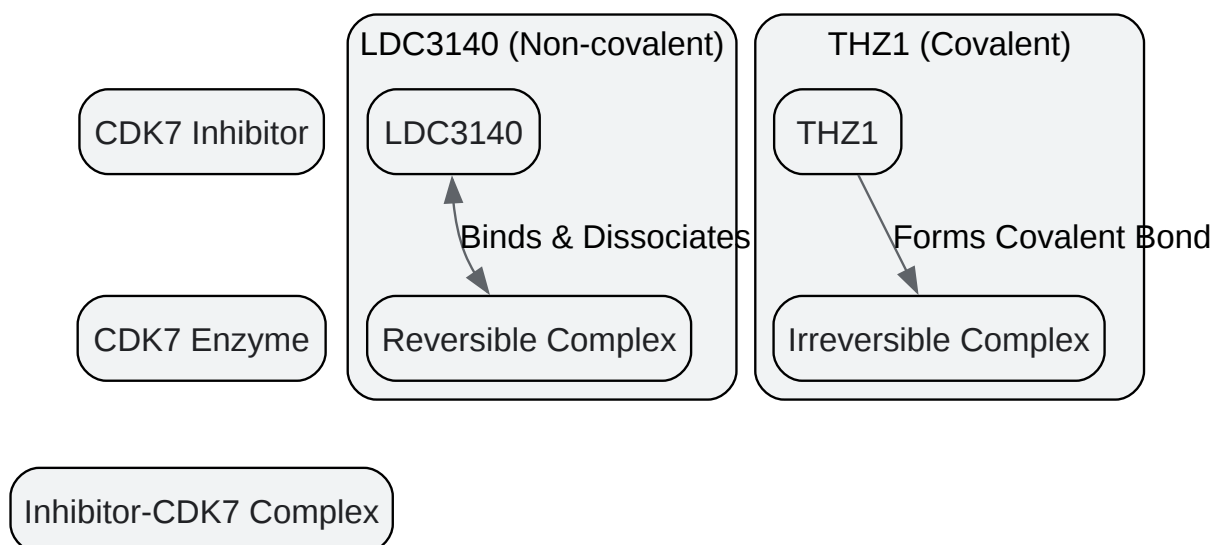 LDC3140 (Non-covalent)
THZ1 (Covalent)
CDK7 Inhibitor
LDC3140
THZ1
Binds & Dissociates
Forms Covalent Bond
CDK7 Enzyme
Reversible Complex
Irreversible Complex
Inhibitor-CDK7 Complex